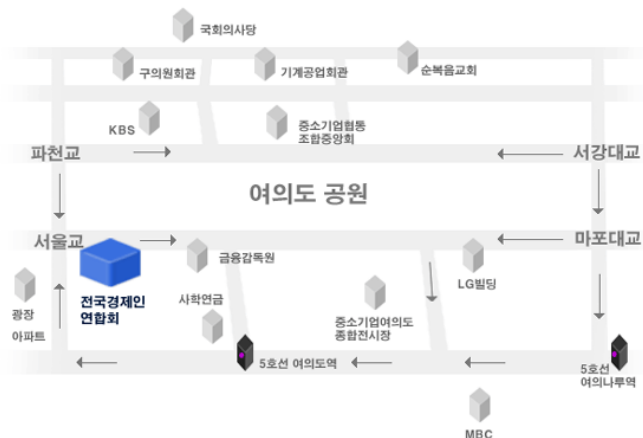 국회의사당
구의원회관
기계공업회관
순복음교회
KBS
중소기업협동
조합중앙회
파천교
서강대교
여의도 공원
서울교
마포대교
금융감독원
LG빌딩
전국경제인
연합회
사학연금
광장
아파트
중소기업여의도
종합전시장
5호선 여의도역
5호선
여의나루역
MBC